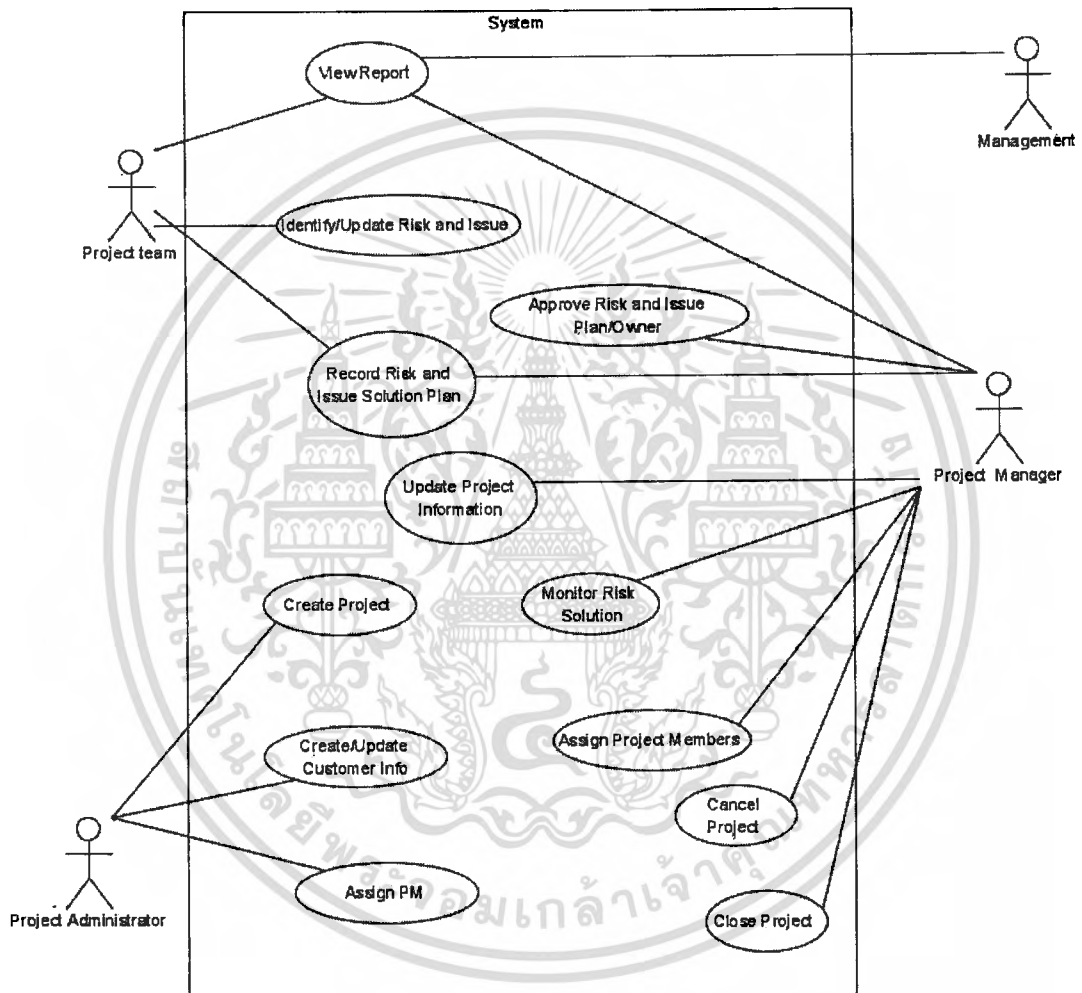 System
View Report
Management
Project team
Identify/Update Risk and Issue
Approve Risk and Issue
Plan/Owner
Record Risk and
Issue Solution Plan
Project Manager
Update Project
Information
Create Project
Monitor Risk
Solution
Create/Update
Customer Info
Assign Project Members
Cancel
Project
Project Administrator
Assign PM
Close Project